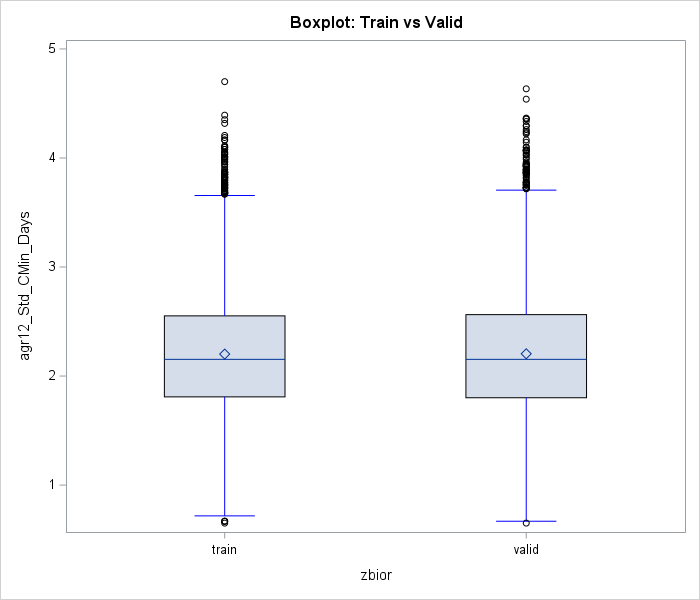 Boxplot: Train vs Valid
5
4
3
2
1
agr12_Std_CMin_Days
train valid
zbior